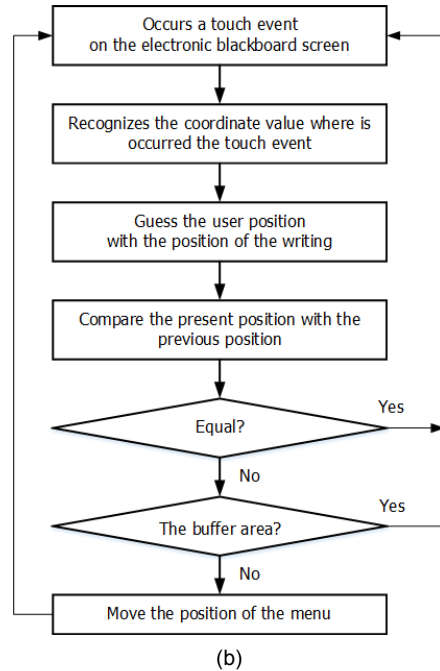 Occurs a touch event
on the electronic blackboard screen
Recognizes the coordinate value where is
occurred the touch event
Guess the user position
with the position of the writing
Compare the present position with the
previous position
Equal?
Yes
No
The buffer area?
Yes
No
Move the position of the menu
(b)